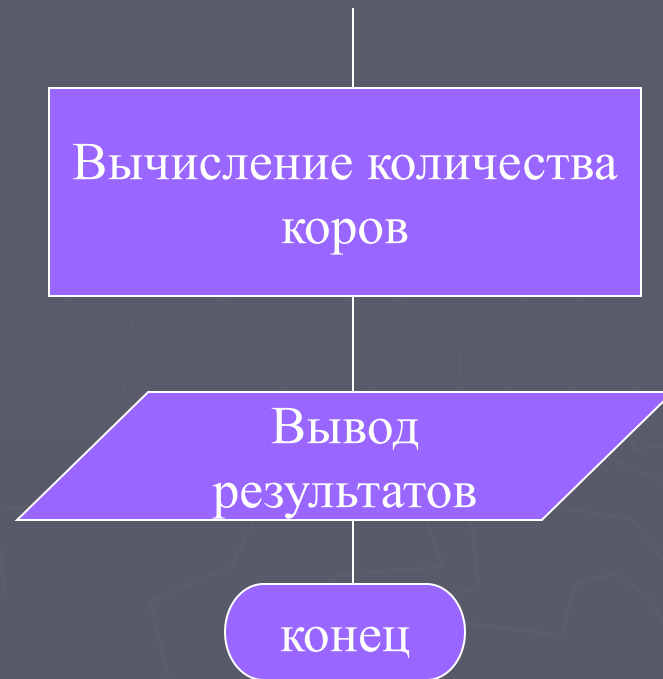 Вычисление количества
коров
Вывод
результатов
конец